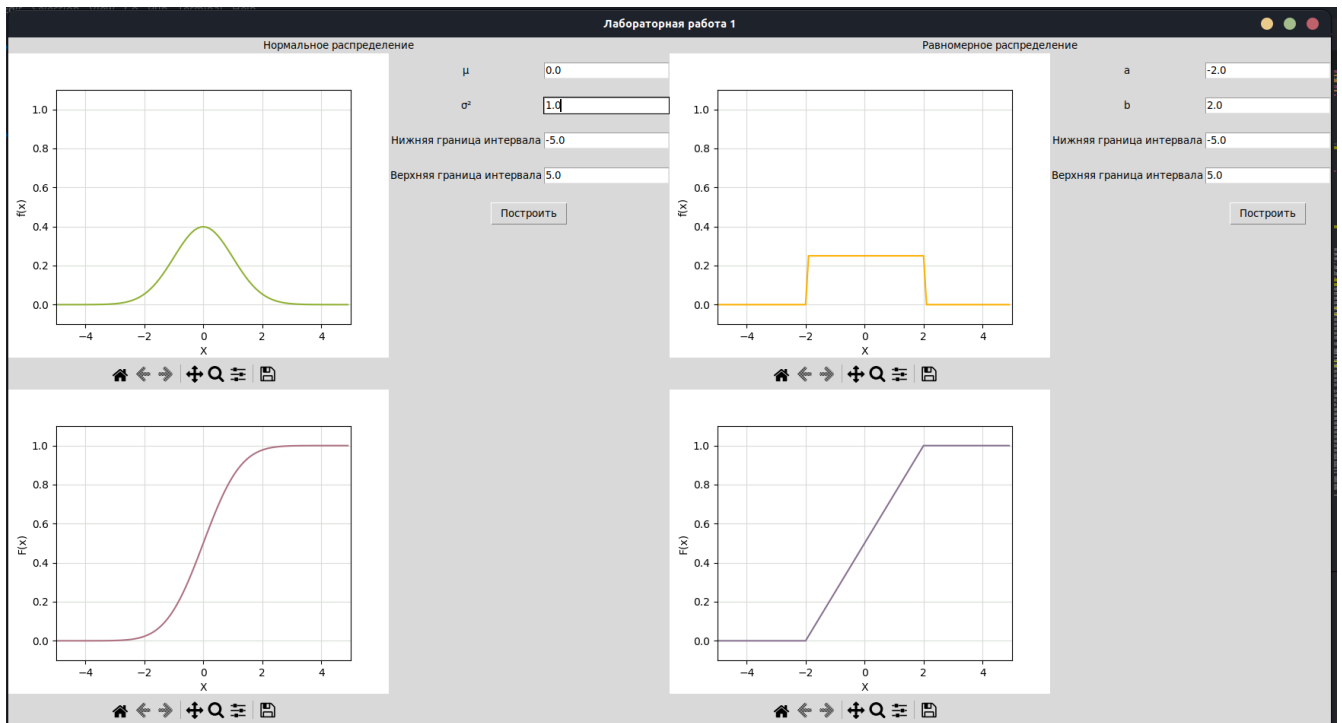 Лабораторная работа 1
Нормальное распределение
μ 0.0
σ² 1.0
Нижняя граница интервала -5.0
Верхняя граница интервала 5.0
Построить
1.0
0.8
0.6
0.4
0.2
0.0
f(x)
−4 −2 0 2 4
X
1.0
0.8
0.6
0.4
0.2
0.0
F(x)
−4 −2 0 2 4
X
Равномерное распределение
a -2.0
b 2.0
Нижняя граница интервала -5.0
Верхняя граница интервала 5.0
Построить
1.0
0.8
0.6
0.4
0.2
0.0
f(x)
−4 −2 0 2 4
X
1.0
0.8
0.6
0.4
0.2
0.0
F(x)
−4 −2 0 2 4
X